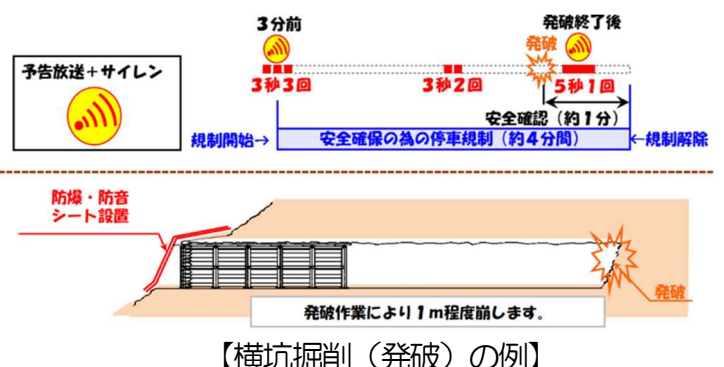 3分前
発破終了後
発破
予告放送+サイレン
3秒3回
3秒2回
5秒1回
安全確認(約1分)
規制開始→
安全確保の為の停車規制(約4分間)
←規制解除
防爆・防音
シート設置
発破
発破作業により1m程度崩します。
【横坑掘削(発破)の例】